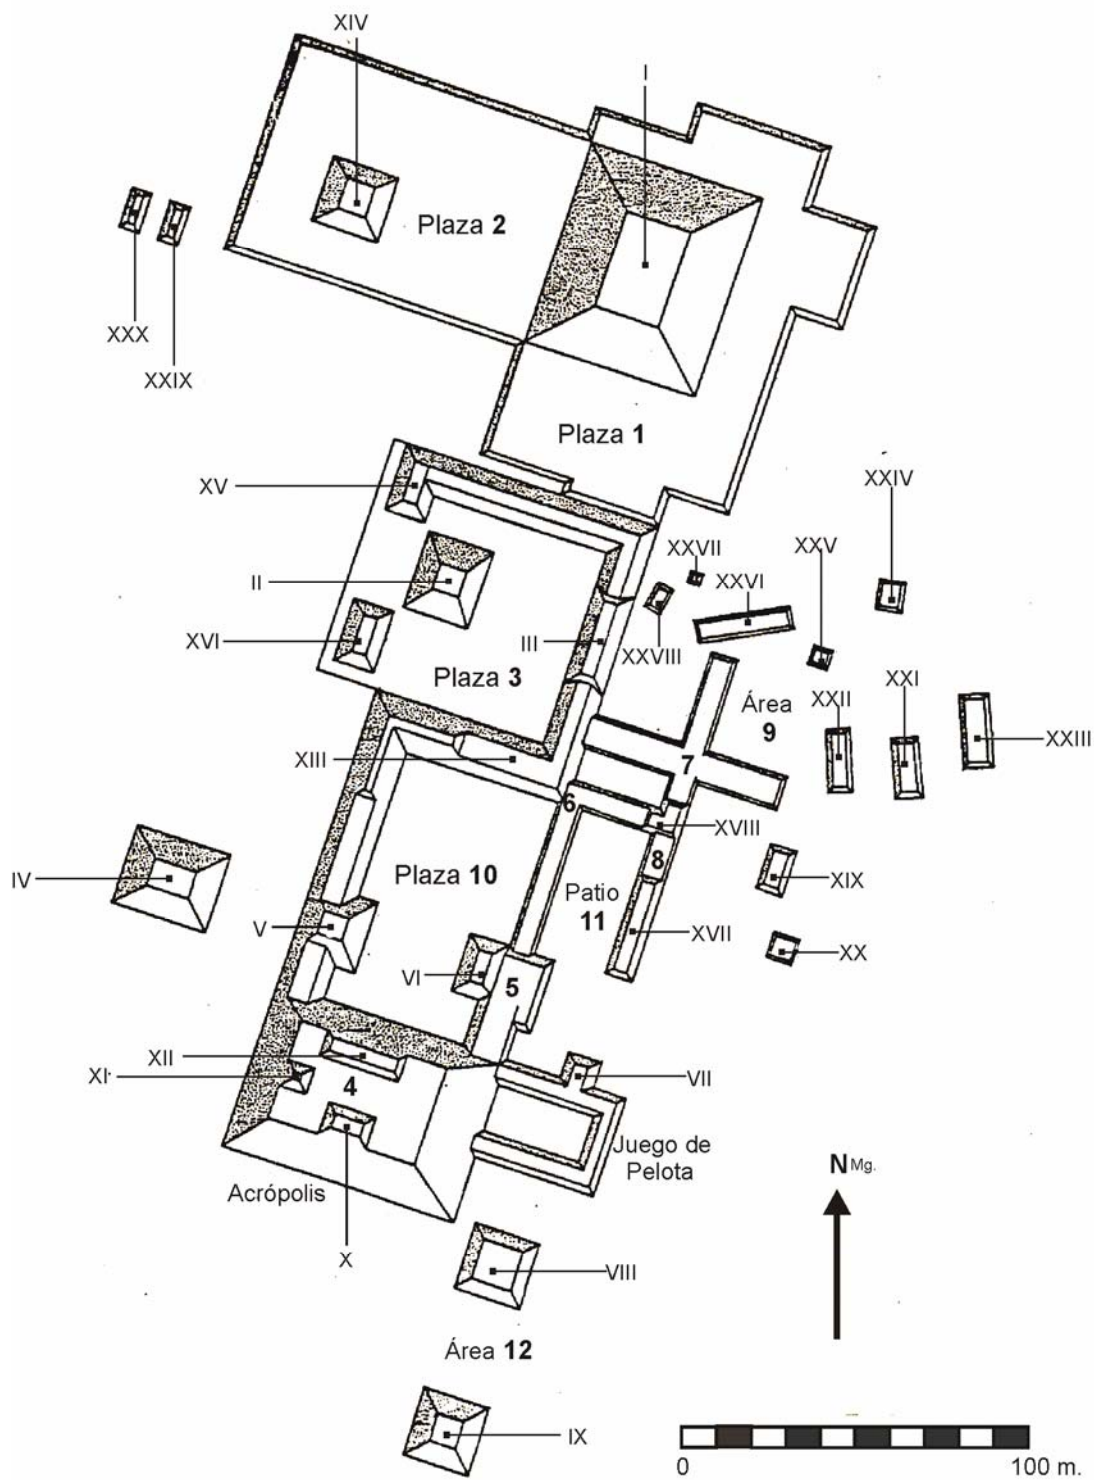 XIV
I
Plaza 2
XXX
XXIX
Plaza 1
XV
XXIV
XXVII
XXV
II
XXVI
XVI
III
XXVIII
Plaza 3
XXII
XXI
Área
9
XIII
7
XXIII
6
XVIII
8
IV
Plaza 10
Patio
11
XIX
V
XVII
XX
VI
5
XII
XI
4
VII
Juego de
Pelota
N Mg.
Acrópolis
X
VIII
Área 12
IX
0
100 m.